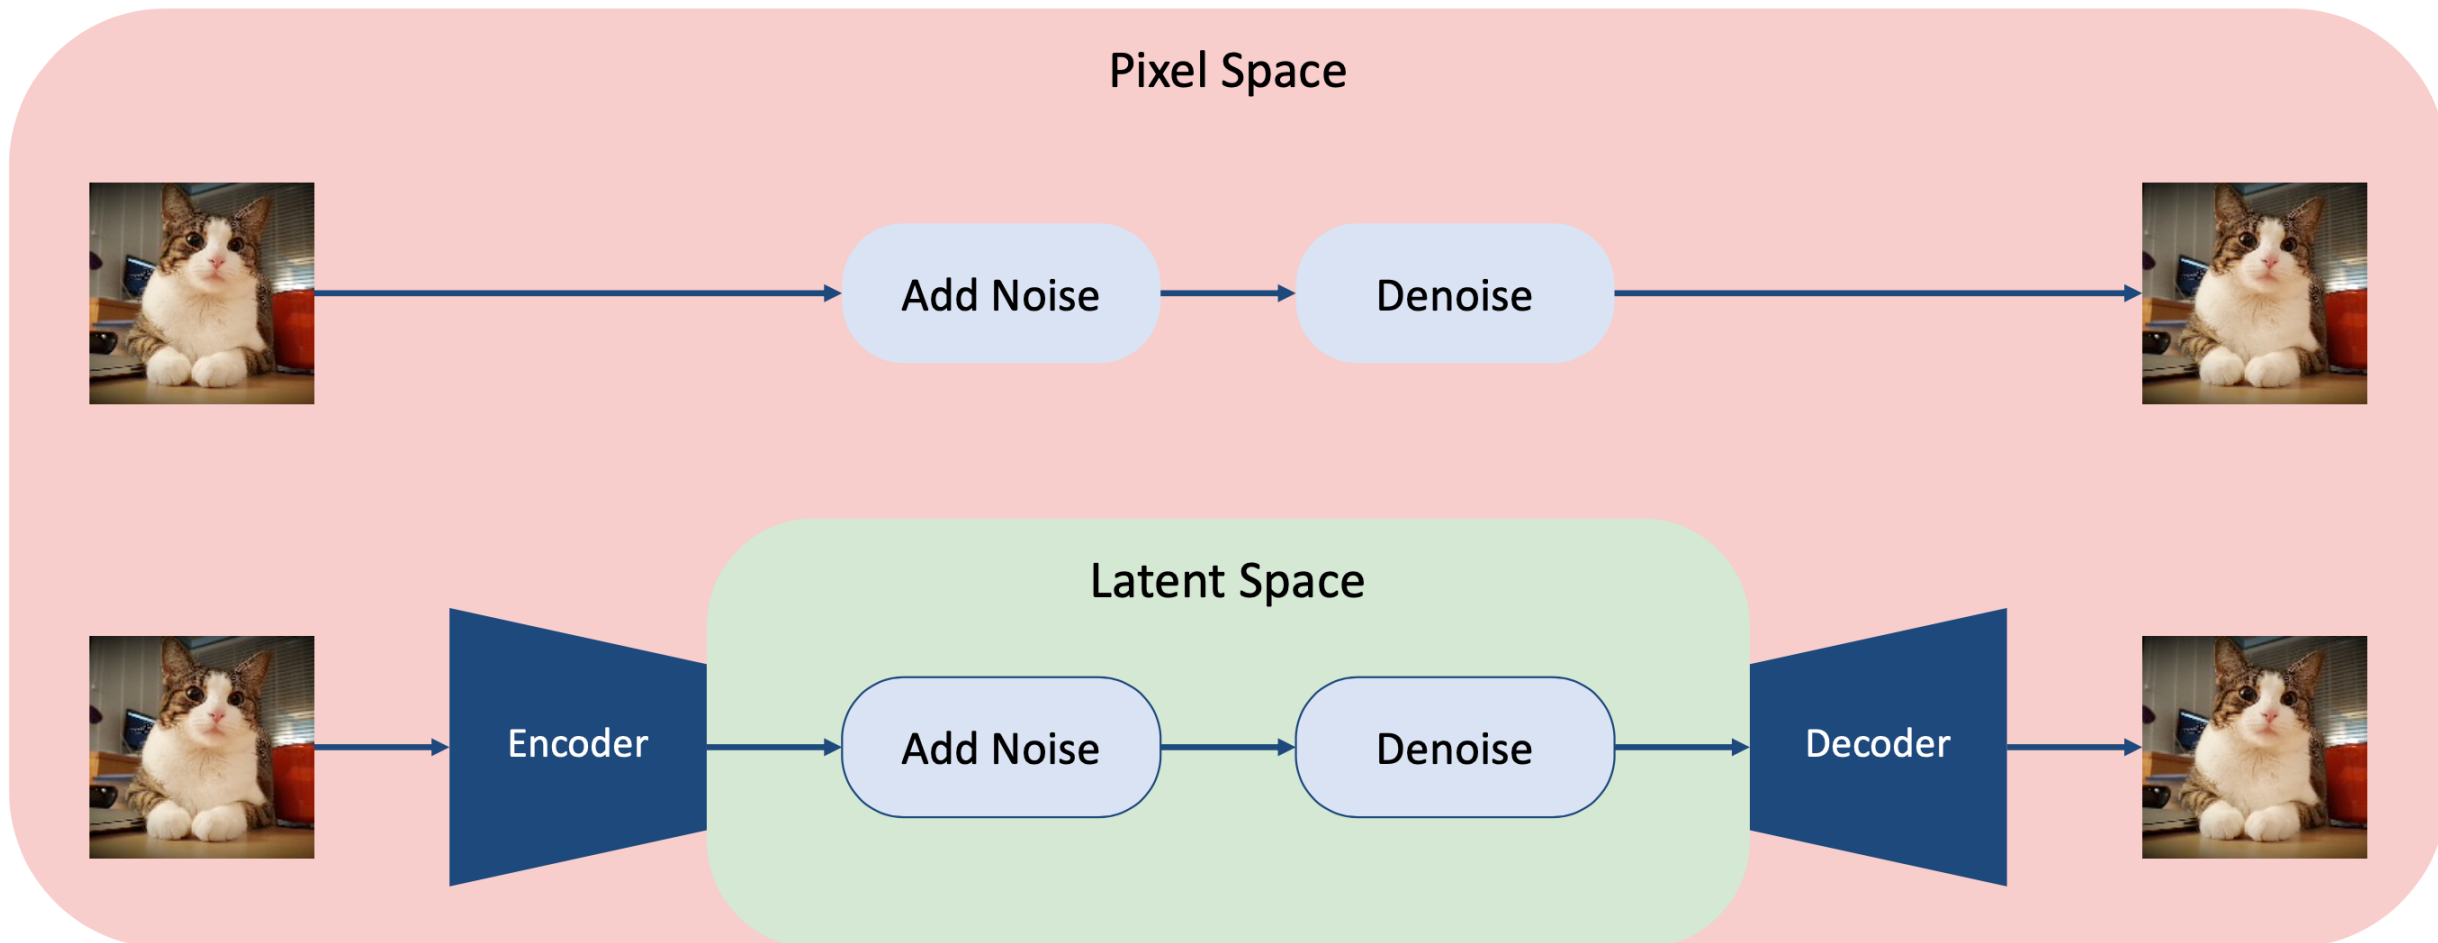 Pixel Space
Add Noise
Denoise
Latent Space
Encoder
Add Noise
Denoise
Decoder